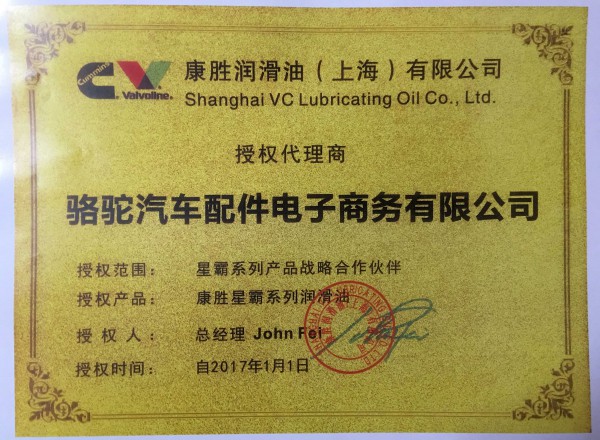 Cummins
Valvoline
康胜润滑油（上海）有限公司
Shanghai VC Lubricating Oil Co., Ltd.
授权代理商
骆驼汽车配件电子商务有限公司
授权范围： 星霸系列产品战略合作伙伴
授权产品： 康胜星霸系列润滑油
授 权 人： 总经理 John Fei
授权时间： 自2017年1月1日